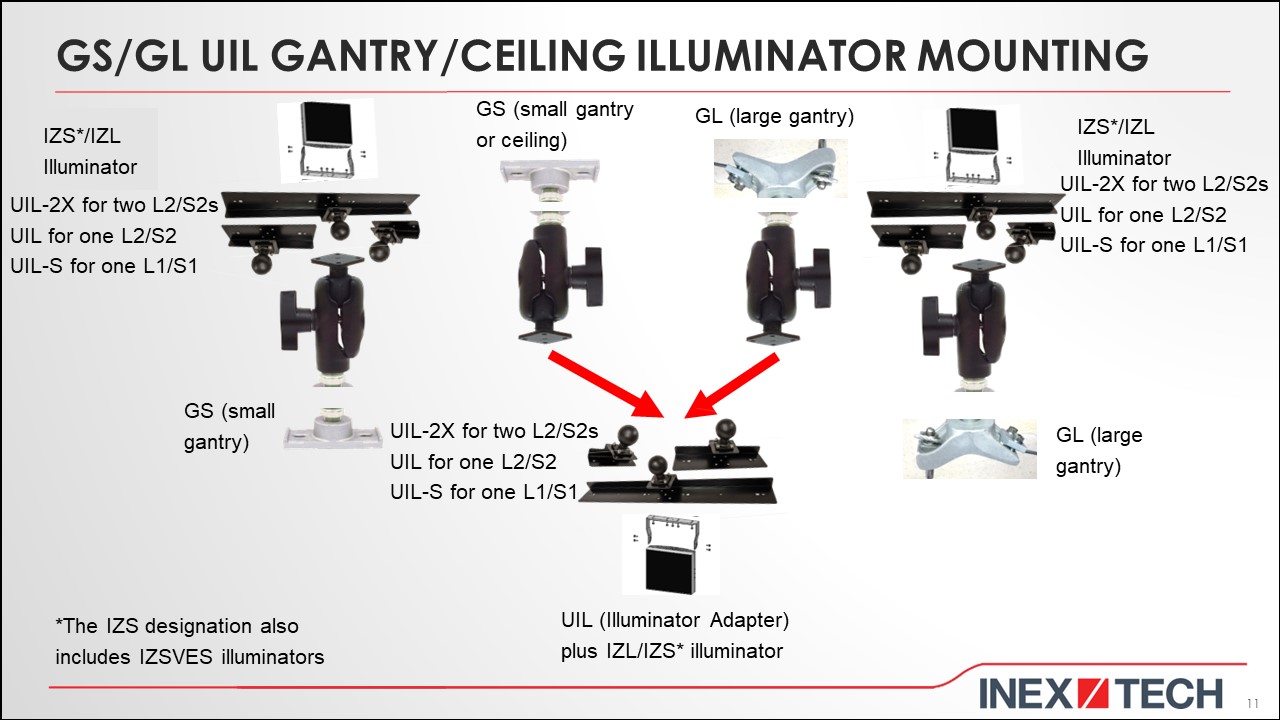 GS/GL UIL GANTRY/CEILING ILLUMINATOR MOUNTING
IZS*/IZL
Illuminator
UIL-2X for two L2/S2s
UIL for one L2/S2
UIL-S for one L1/S1
GS (small
gantry)
GS (small gantry
or ceiling)
GL (large gantry)
UIL-2X for two L2/S2s
UIL for one L2/S2
UIL-S for one L1/S1
UIL (Illuminator Adapter)
plus IZL/IZS* illuminator
IZS*/IZL
Illuminator
UIL-2X for two L2/S2s
UIL for one L2/S2
UIL-S for one L1/S1
GL (large
gantry)
*The IZS designation also
includes IZSVES illuminators
INEX TECH
11